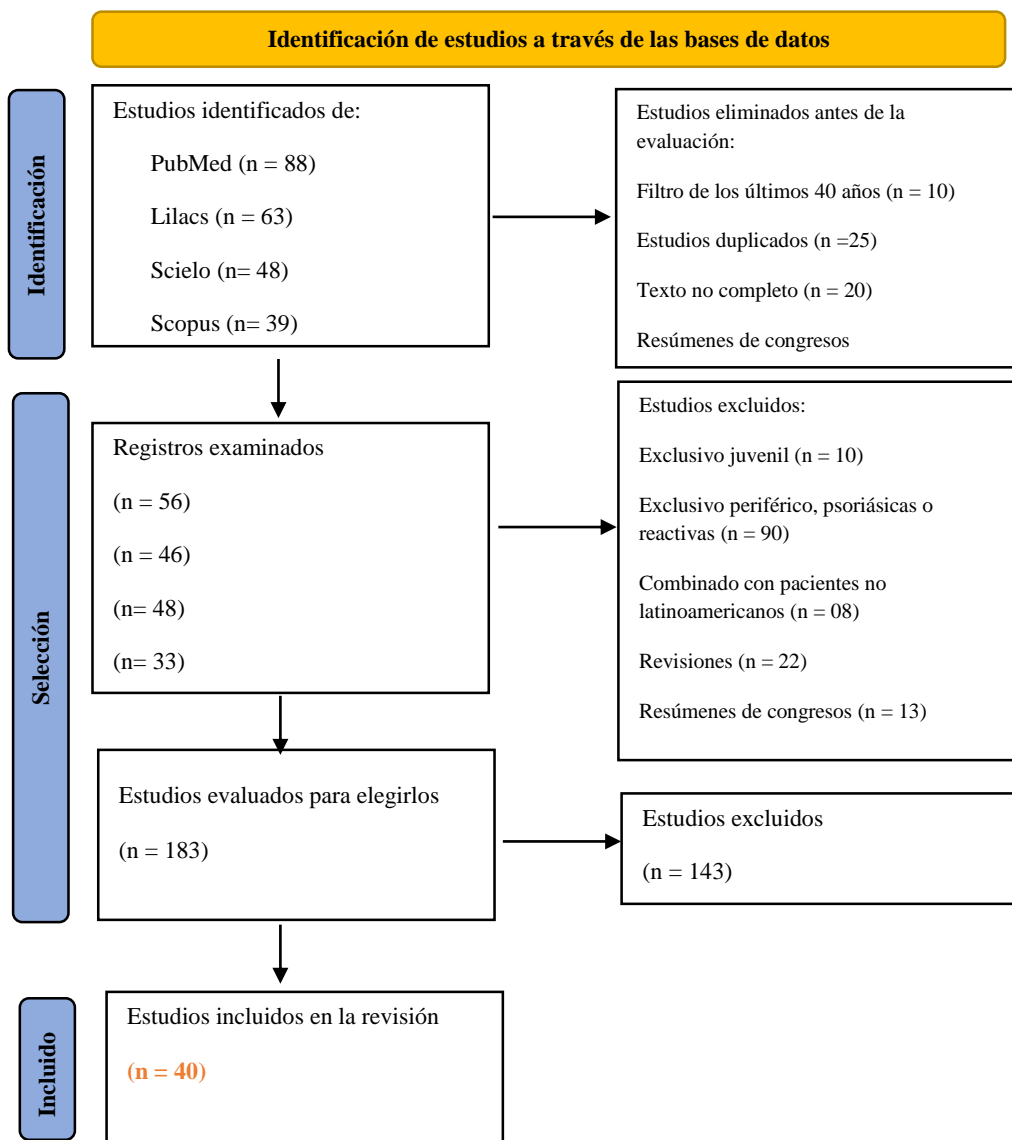 Identificación de estudios a través de las bases de datos
Identificación
Estudios identificados de:
PubMed (n = 88)
Lilacs (n = 63)
Scielo (n= 48)
Scopus (n= 39)
Estudios eliminados antes de la
evaluación:
Filtro de los últimos 40 años (n = 10)
Estudios duplicados (n =25)
Texto no completo (n = 20)
Resúmenes de congresos
Selección
Registros examinados
(n = 56)
(n = 46)
(n= 48)
(n= 33)
Estudios excluidos:
Exclusivo juvenil (n = 10)
Exclusivo periférico, psoriásicas o
reactivas (n = 90)
Combinado con pacientes no
latinoamericanos (n = 08)
Revisiones (n = 22)
Resúmenes de congresos (n = 13)
Estudios evaluados para elegirlos
(n = 183)
Estudios excluidos
(n = 143)
Incluido
Estudios incluidos en la revisión
(n = 40)